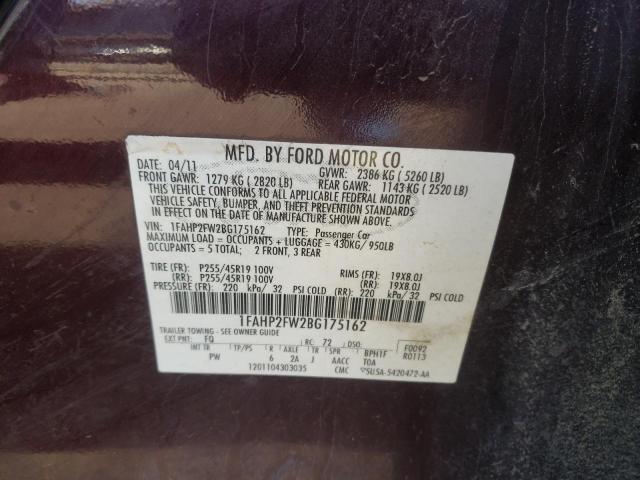 MFD. BY FORD MOTOR CO.
DATE: 04/11 GVWR: 2386 KG ( 5260 LB)
FRONT GAWR: 1279 KG ( 2820 LB) REAR GAWR: 1143 KG ( 2520 LB)
THIS VEHICLE CONFORMS TO ALL APPLICABLE FEDERAL MOTOR
VEHICLE SAFETY, BUMPER, AND THEFT PREVENTION STANDARDS
IN EFFECT ON THE DATE OF MANUFACTURE SHOWN ABOVE.
VIN: 1FAHP2FW2BG175162 TYPE: Passenger Car
MAXIMUM LOAD = OCCUPANTS + LUGGAGE = 430KG/ 950LB
OCCUPANTS = 5 TOTAL: 2 FRONT, 3 REAR
TIRE (FR): P255/45R19 100V RIMS (FR): 19X8.0J
(RR): P255/45R19 100V (RR): 19X8.0J
PRESSURE (FR): 220 kPa/ 32 PSI COLD (RR): 220 kPa/ 32 PSI COLD
1FAHP2FW2BG175162
TRAILER TOWING - SEE OWNER GUIDE
EXT PNT: FQ RC: 72 DSO: F0092
INT TR TP/PS R AXLE TR SPR BPH1F R0113
PW 6 2A J AACC TOA
1201104303035 CMC ▽5U5A-5420472-AA